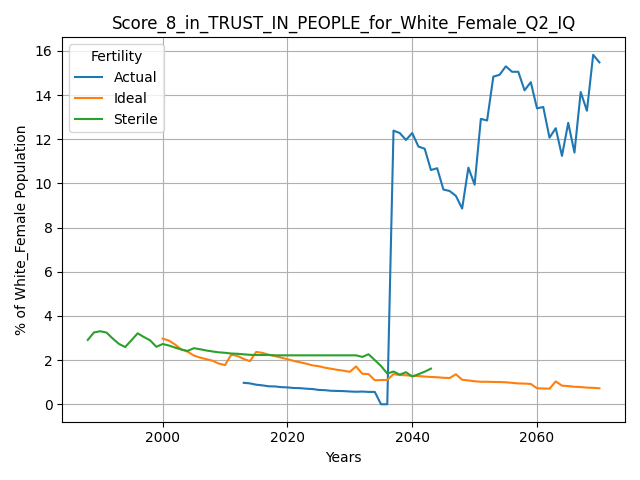 Score_8_in_TRUST_IN_PEOPLE_for_White_Female_Q2_IQ
Fertility
Actual
Ideal
Sterile
% of White_Female Population
16
14
12
10
8
6
4
2
0
2000
2020
2040
2060
Years